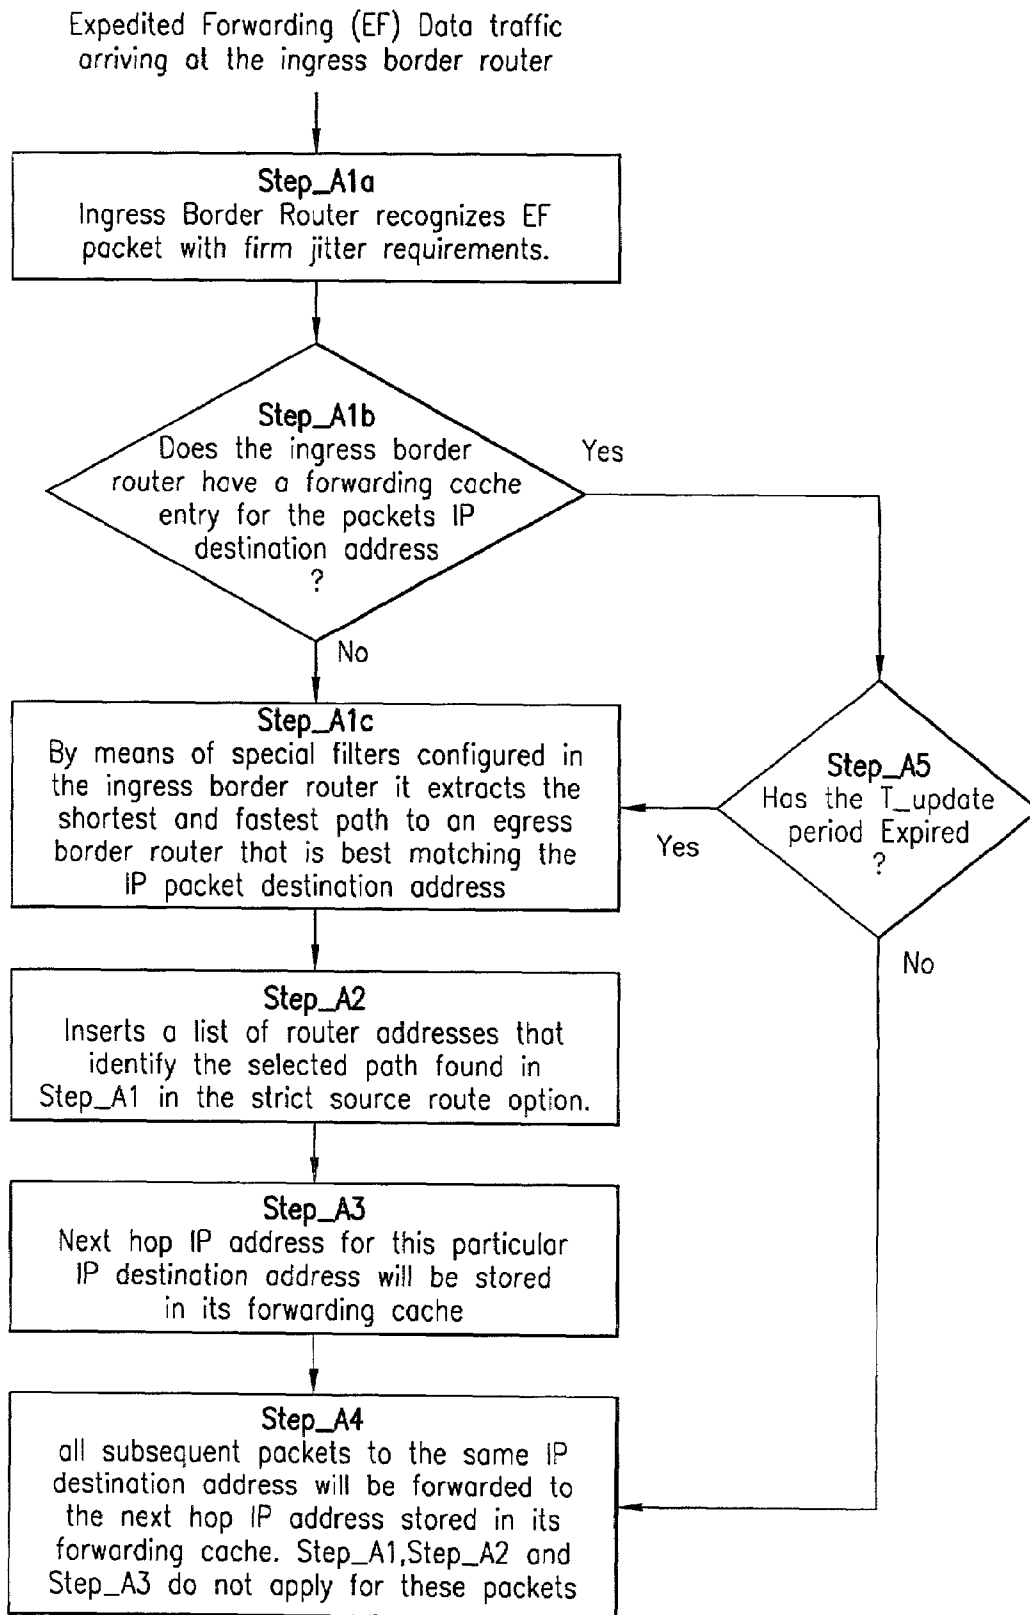 Expedited Forwarding (EF) Data traffic
arriving at the ingress border router
Step_A1a
Ingress Border Router recognizes EF
packet with firm jitter requirements.
Step_A1b
Does the ingress border
router have a forwarding cache
entry for the packets IP
destination address
?
Yes
No
Step_A1c
By means of special filters configured in
the ingress border router it extracts the
shortest and fastest path to an egress
border router that is best matching the
IP packet destination address
Step_A5
Has the T_update
period Expired
?
Yes
No
Step_A2
Inserts a list of router addresses that
identify the selected path found in
Step_A1 in the strict source route option.
Step_A3
Next hop IP address for this particular
IP destination address will be stored
in its forwarding cache
Step_A4
all subsequent packets to the same IP
destination address will be forwarded to
the next hop IP address stored in its
forwarding cache. Step_A1,Step_A2 and
Step_A3 do not apply for these packets